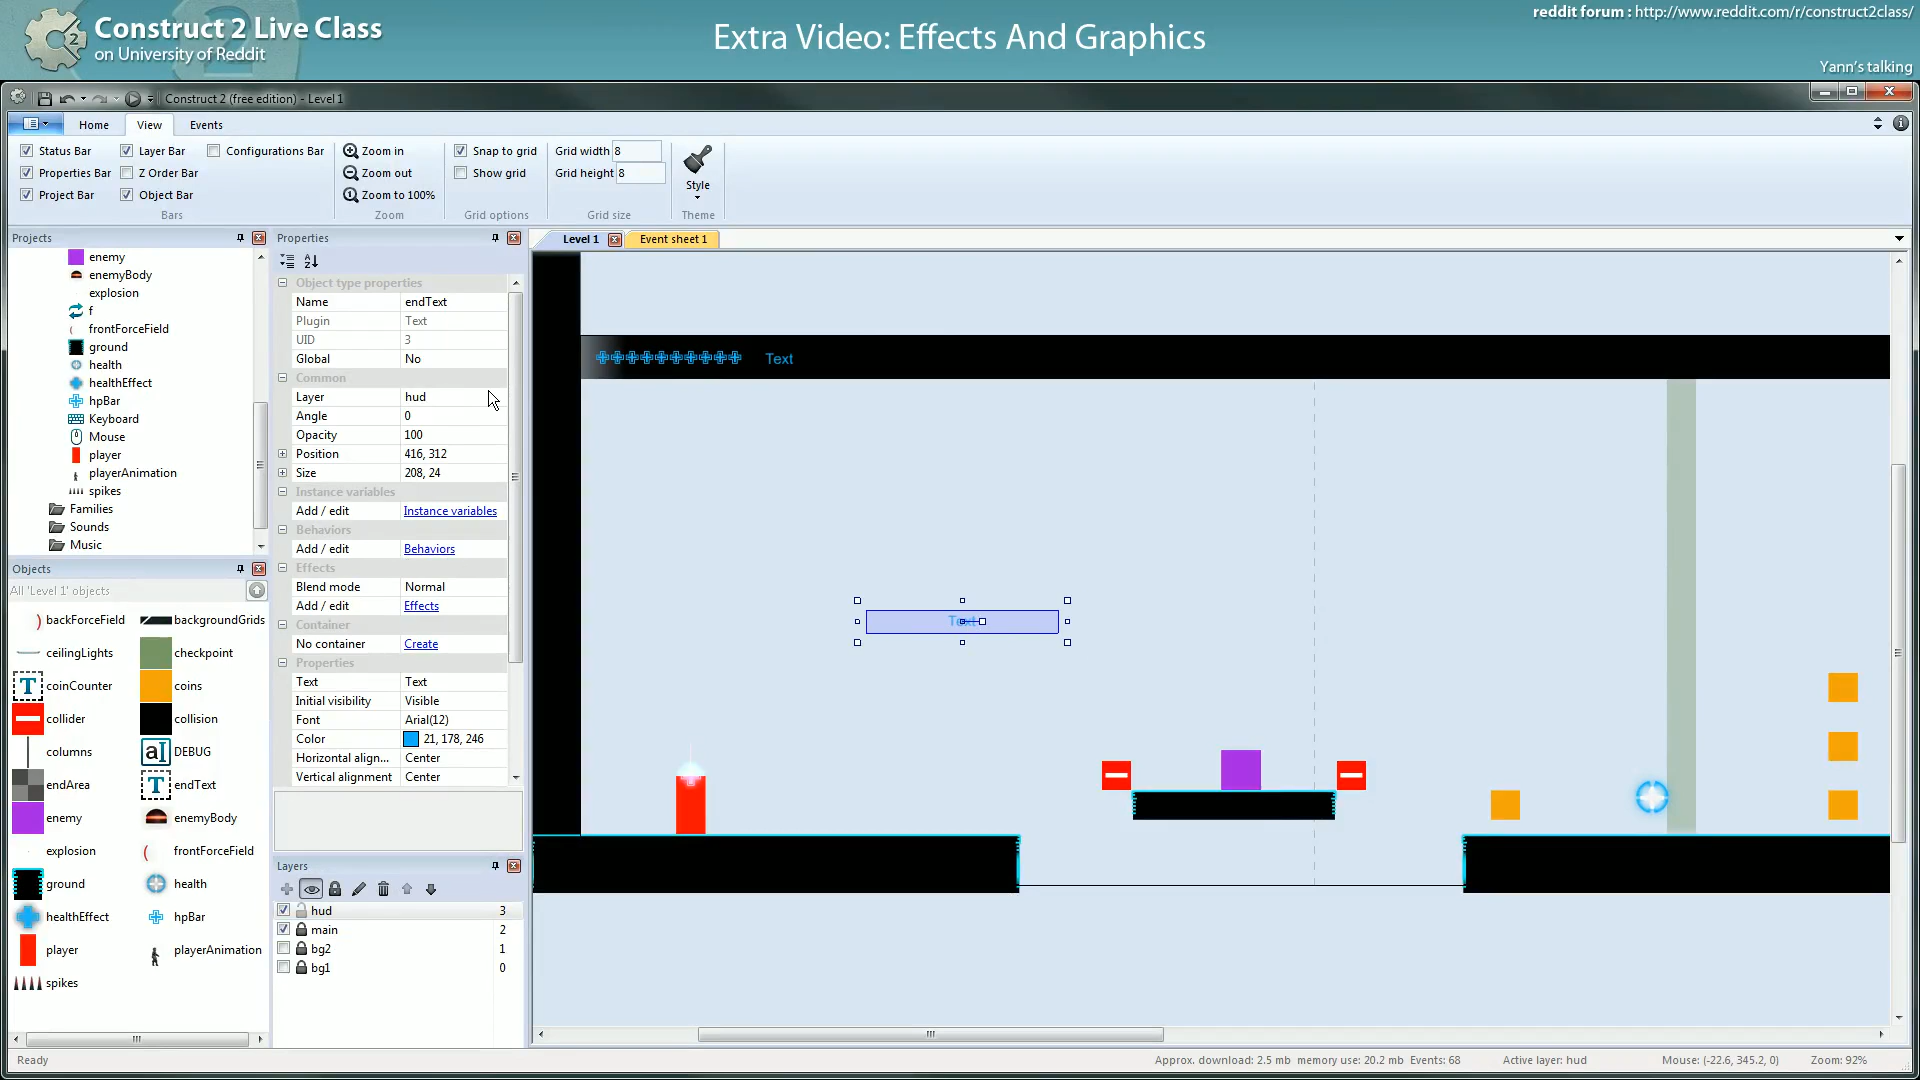 Construct 2 Live Class
on University of Reddit
Extra Video: Effects And Graphics
reddit forum : http://www.reddit.com/r/construct2class/
Yann's talking
Construct 2 (free edition) - Level 1
Home View Events
Status Bar Layer Bar Configurations Bar Zoom in Snap to grid Grid width 8
Properties Bar Z Order Bar Zoom out Show grid Grid height 8
Project Bar Object Bar Zoom to 100% Style
Bars Zoom Grid options Grid size Theme
Projects
enemy
enemyBody
explosion
f
frontForceField
ground
health
healthEffect
hpBar
Keyboard
Mouse
player
playerAnimation
spikes
Families
Sounds
Music
Objects
All 'Level 1' objects
backForceField backgroundGrids
ceilingLights checkpoint
coinCounter coins
collider collision
columns DEBUG
endArea endText
enemy enemyBody
explosion frontForceField
ground health
healthEffect hpBar
player playerAnimation
spikes
Properties
Object type properties
Name endText
Plugin Text
UID 3
Global No
Common
Layer hud
Angle 0
Opacity 100
Position 416, 312
Size 208, 24
Instance variables
Add / edit Instance variables
Behaviors
Add / edit Behaviors
Effects
Blend mode Normal
Add / edit Effects
Container
No container Create
Properties
Text Text
Initial visibility Visible
Font Arial(12)
Color 21, 178, 246
Horizontal align... Center
Vertical alignment Center
Layers
hud 3
main 2
bg2 1
bg1 0
Level 1 Event sheet 1
Text
Text
Ready
Approx. download: 2.5 mb memory use: 20.2 mb Events: 68 Active layer: hud Mouse: (-22.6, 345.2, 0) Zoom: 92%